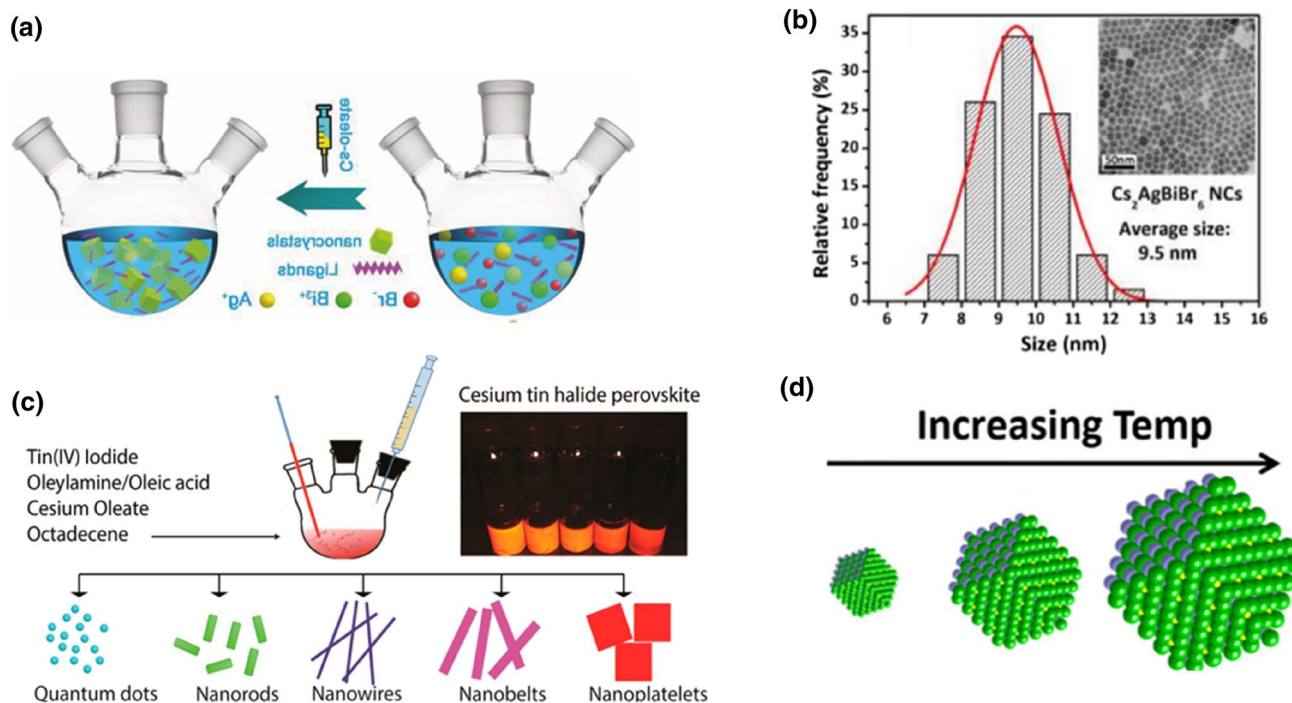 (a)
Cs-oleate
nanocrystals
Ligands
Ag⁺ Bi³⁺ Br⁻
(b)
Relative frequency (%)
35
30
25
20
15
10
5
0
6 7 8 9 10 11 12 13 14 15 16
Size (nm)
50nm
Cs₂AgBiBr₆ NCs
Average size:
9.5 nm
(c)
Tin(IV) Iodide
Oleylamine/Oleic acid
Cesium Oleate
Octadecene
Cesium tin halide perovskite
Quantum dots Nanorods Nanowires Nanobelts Nanoplatelets
(d)
Increasing Temp